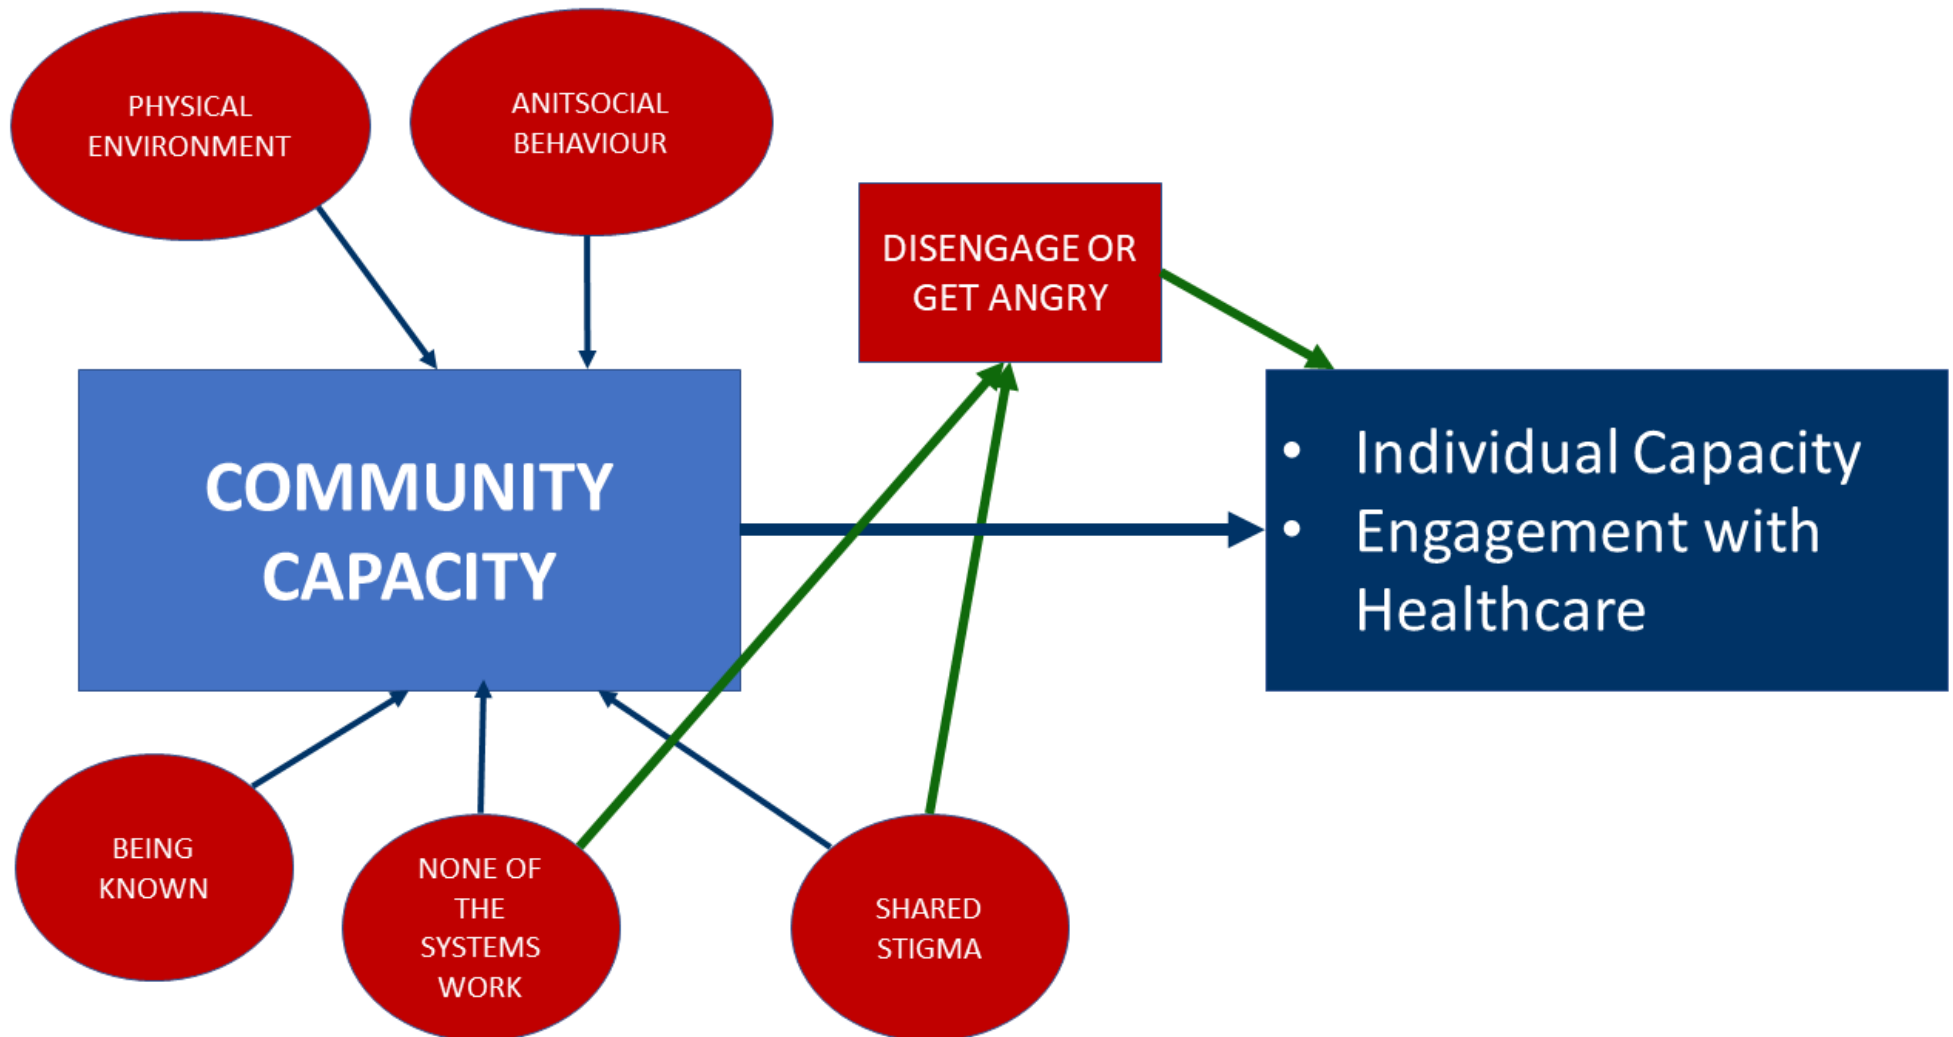 PHYSICAL
ENVIRONMENT
ANITSOCIAL
BEHAVIOUR
DISENGAGE OR
GET ANGRY
COMMUNITY
CAPACITY
• Individual Capacity
• Engagement with
Healthcare
BEING
KNOWN
NONE OF
THE
SYSTEMS
WORK
SHARED
STIGMA